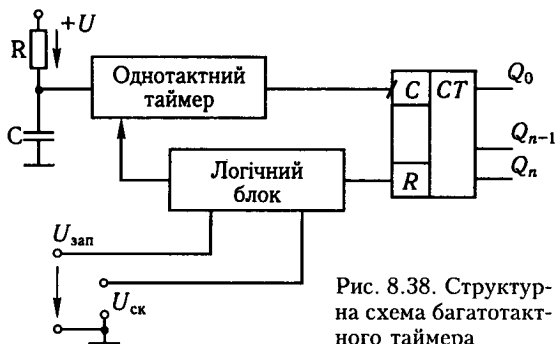 +U
R
Однотактний
таймер
C
C
CT
Q0
Qn−1
Qn
R
Логічний
блок
Uзап
Uск
Рис. 8.38. Структур-
на схема багатотакт-
ного таймера